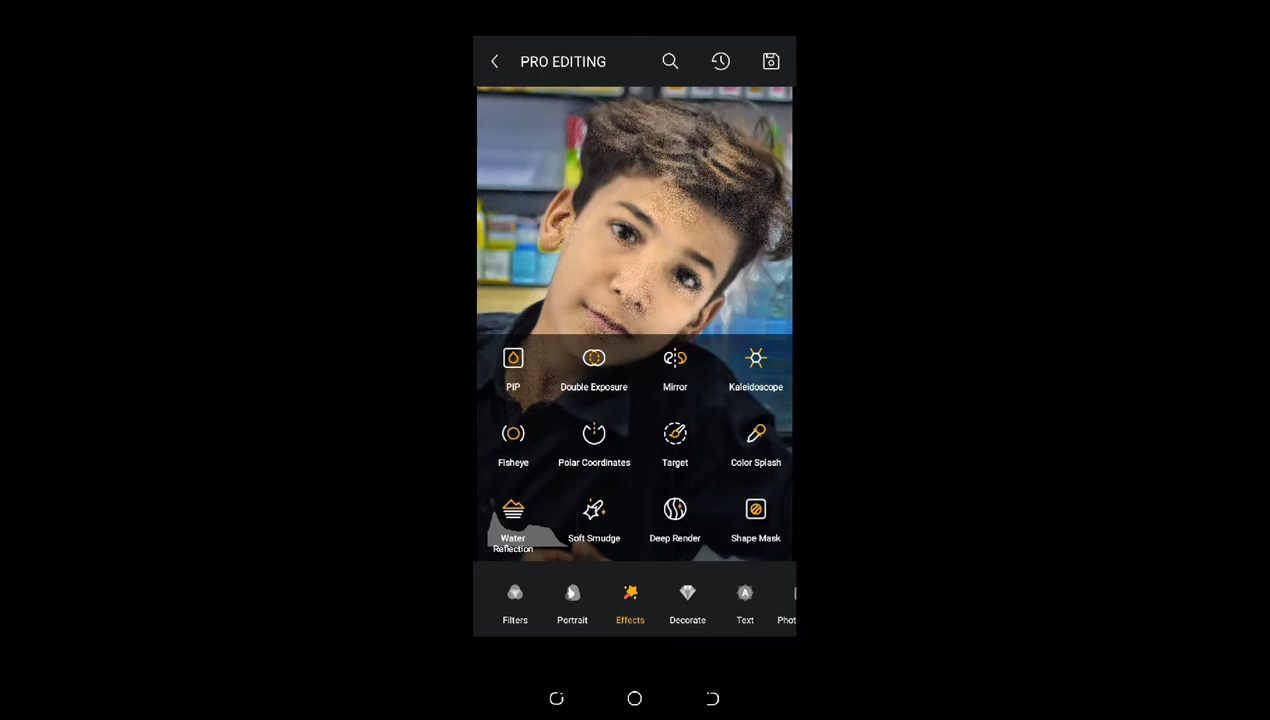 PRO EDITING
PIP Double Exposure Mirror Kaleidoscope
Fisheye Polar Coordinates Target Color Splash
Water Reflection Soft Smudge Deep Render Shape Mask
Filters Portrait Effects Decorate A Text Phot